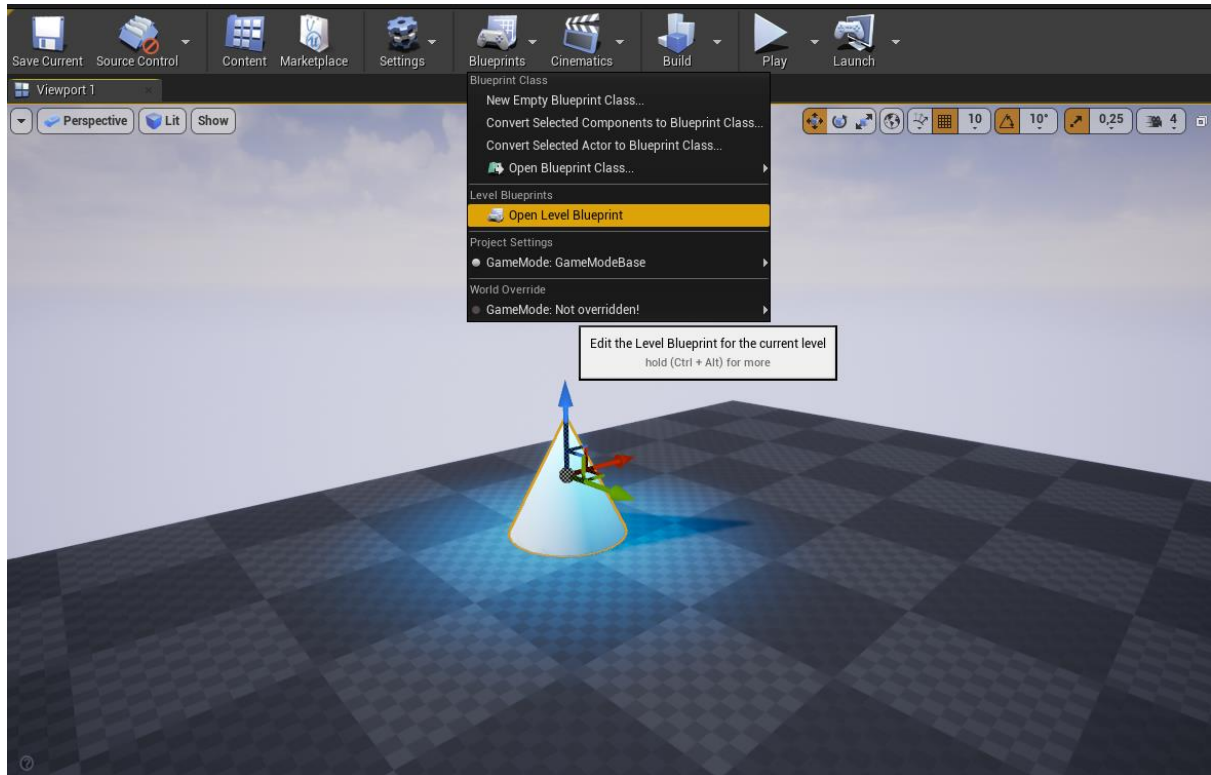 Save Current Source Control Content Marketplace Settings Blueprints Cinematics Build Play Launch
Viewport 1
Perspective Lit Show
10 10° 0,25 4
Blueprint Class
New Empty Blueprint Class...
Convert Selected Components to Blueprint Class...
Convert Selected Actor to Blueprint Class...
Open Blueprint Class...
Level Blueprints
Open Level Blueprint
Project Settings
GameMode: GameModeBase
World Override
GameMode: Not overridden!
Edit the Level Blueprint for the current level
hold (Ctrl + Alt) for more